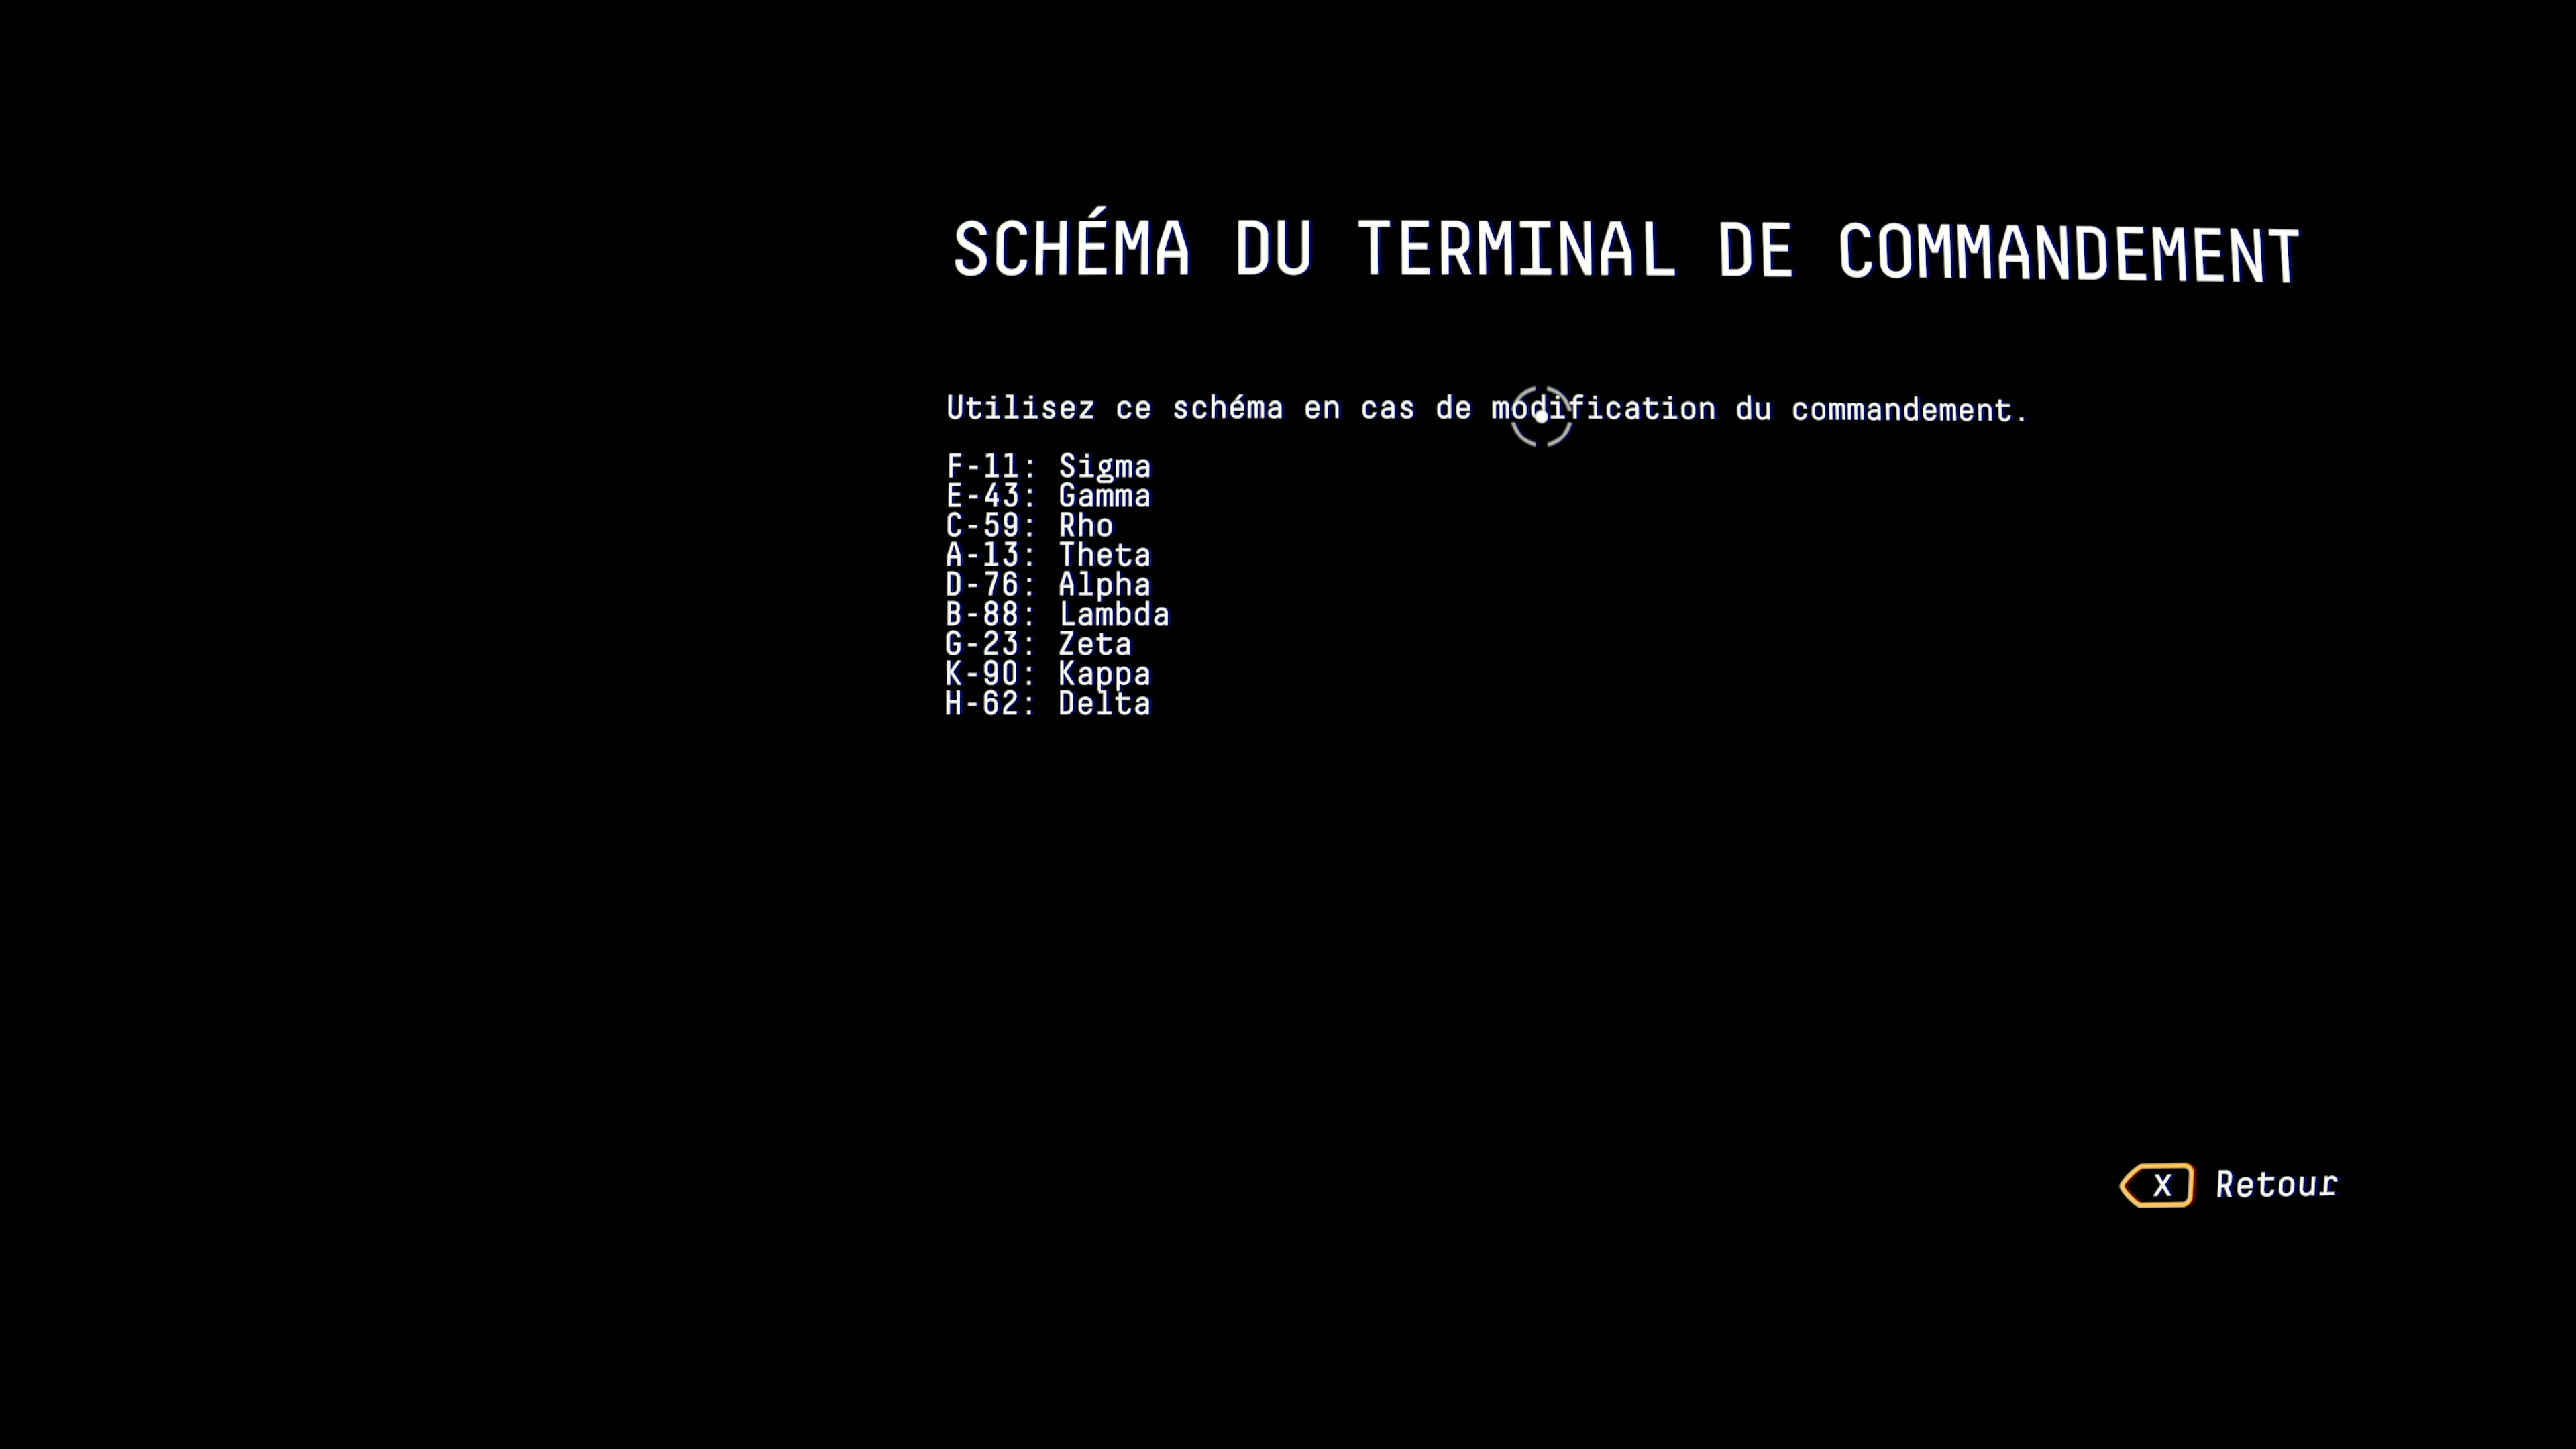 SCHÉMA DU TERMINAL DE COMMANDEMENT
Utilisez ce schéma en cas de modification du commandement.
F-11: Sigma
E-43: Gamma
C-59: Rho
A-13: Theta
D-76: Alpha
B-88: Lambda
G-23: Zeta
K-90: Kappa
H-62: Delta
X Retour